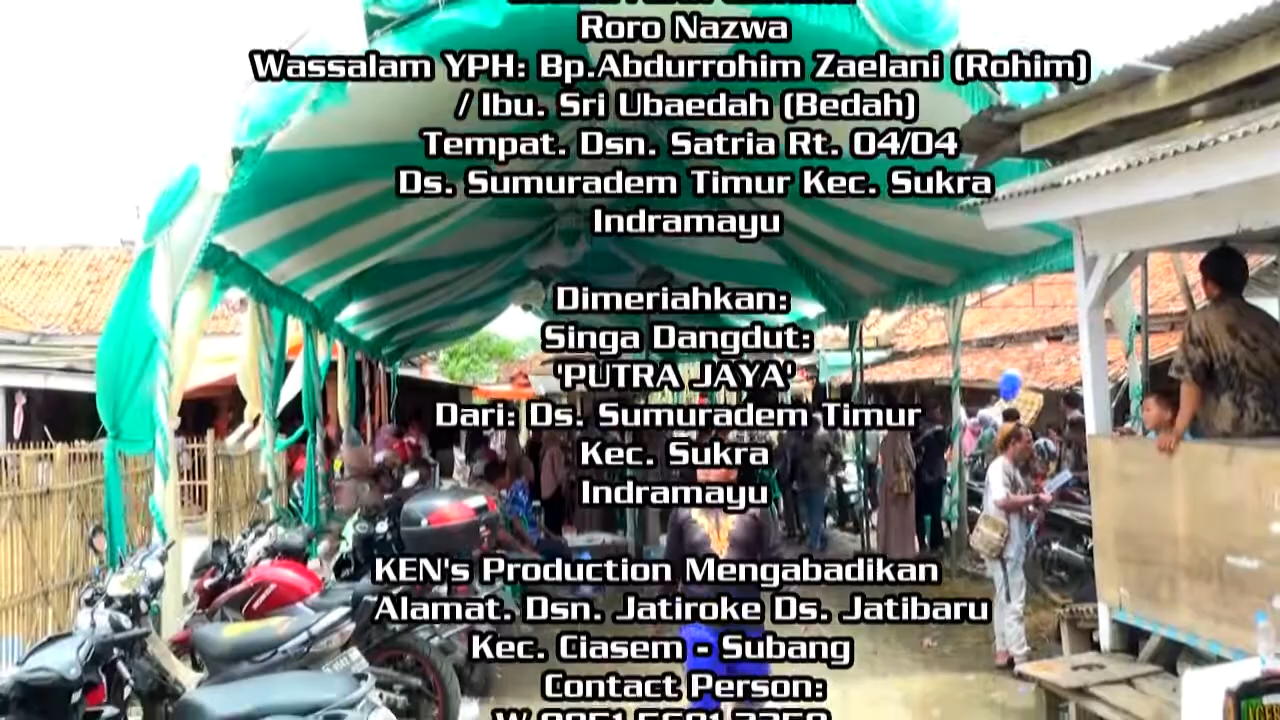 Roro Nazwa
Wassalam YPH: Bp.Abdurrohim Zaelani (Rohim)
/ Ibu. Sri Ubaedah (Bedah)
Tempat. Dsn. Satria Rt. 04/04
Ds. Sumuradem Timur Kec. Sukra
Indramayu
Dimeriahkan:
Singa Dangdut:
'PUTRA JAYA'
Dari: Ds. Sumuradem Timur
Kec. Sukra
Indramayu
KEN's Production Mengabadikan
Alamat. Dsn. Jatiroke Ds. Jatibaru
Kec. Ciasem - Subang
Contact Person: